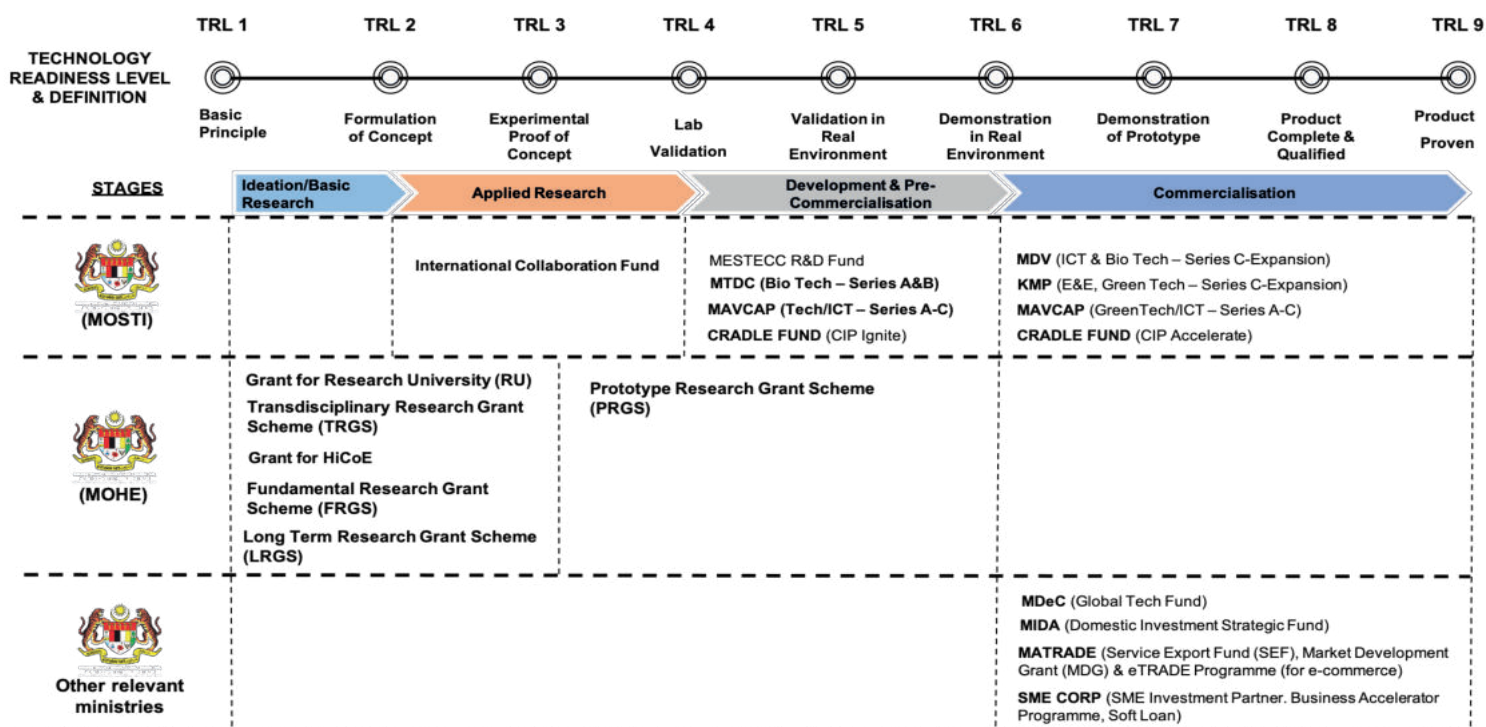 TRL 1 TRL 2 TRL 3 TRL 4 TRL 5 TRL 6 TRL 7 TRL 8 TRL 9
TECHNOLOGY
READINESS LEVEL
& DEFINITION
Basic
Principle
Formulation
of Concept
Experimental
Proof of
Concept
Lab
Validation
Validation in
Real
Environment
Demonstration
in Real
Environment
Demonstration
of Prototype
Product
Complete &
Qualified
Product
Proven
STAGES
Ideation/Basic
Research
Applied Research
Development & Pre-
Commercialisation
Commercialisation
(MOSTI)
International Collaboration Fund
MESTECC R&D Fund
MTDC (Bio Tech – Series A&B)
MAVCAP (Tech/ICT – Series A-C)
CRADLE FUND (CIP Ignite)
MDV (ICT & Bio Tech – Series C-Expansion)
KMP (E&E, Green Tech – Series C-Expansion)
MAVCAP (GreenTech/ICT – Series A-C)
CRADLE FUND (CIP Accelerate)
(MOHE)
Grant for Research University (RU)
Transdisciplinary Research Grant
Scheme (TRGS)
Grant for HiCoE
Fundamental Research Grant
Scheme (FRGS)
Long Term Research Grant Scheme
(LRGS)
Prototype Research Grant Scheme
(PRGS)
Other relevant
ministries
MDeC (Global Tech Fund)
MIDA (Domestic Investment Strategic Fund)
MATRADE (Service Export Fund (SEF), Market Development
Grant (MDG) & eTRADE Programme (for e-commerce)
SME CORP (SME Investment Partner. Business Accelerator
Programme, Soft Loan)